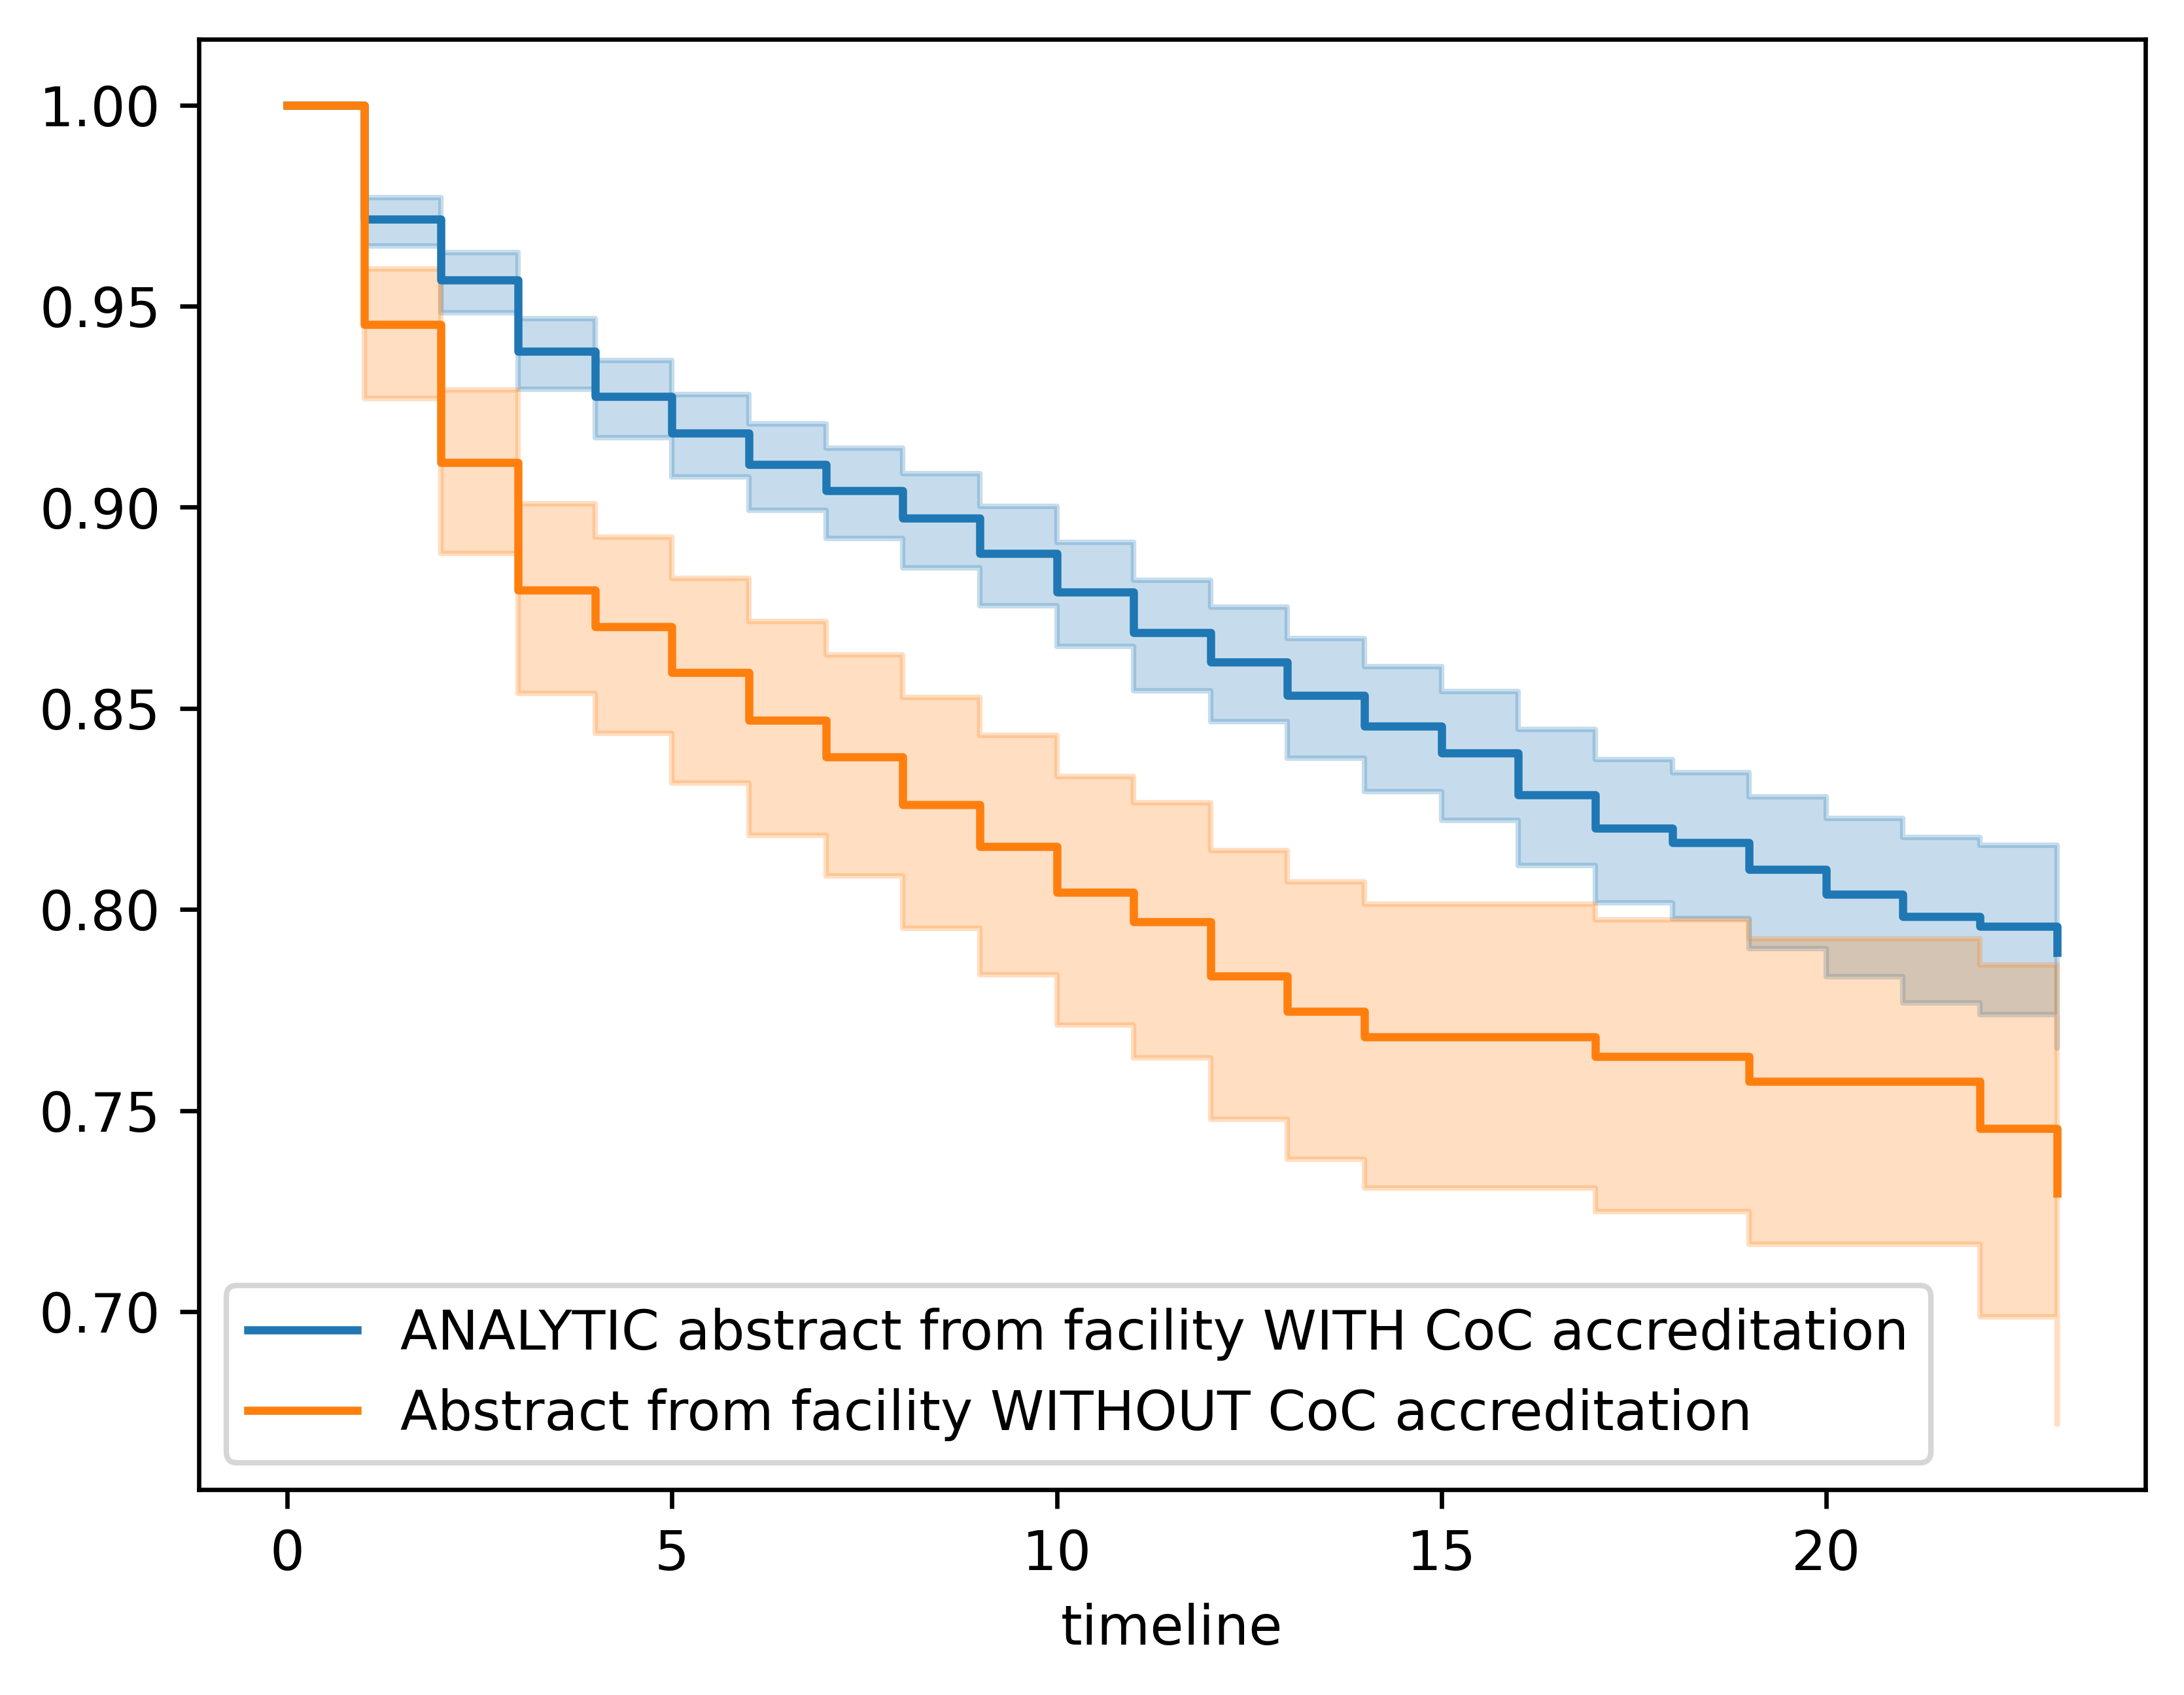 1.00
0.95
0.90
0.85
0.80
0.75
0.70
ANALYTIC abstract from facility WITH CoC accreditation
Abstract from facility WITHOUT CoC accreditation
0 5 10 15 20
timeline